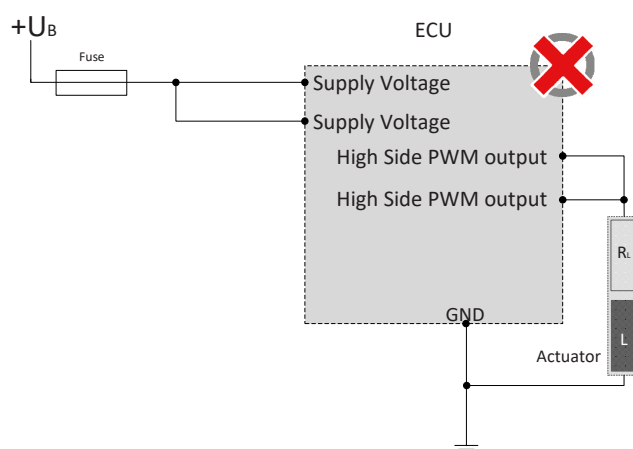 ECU
+UB
Fuse
Supply Voltage
Supply Voltage
High Side PWM output
High Side PWM output
RL
GND
L
Actuator